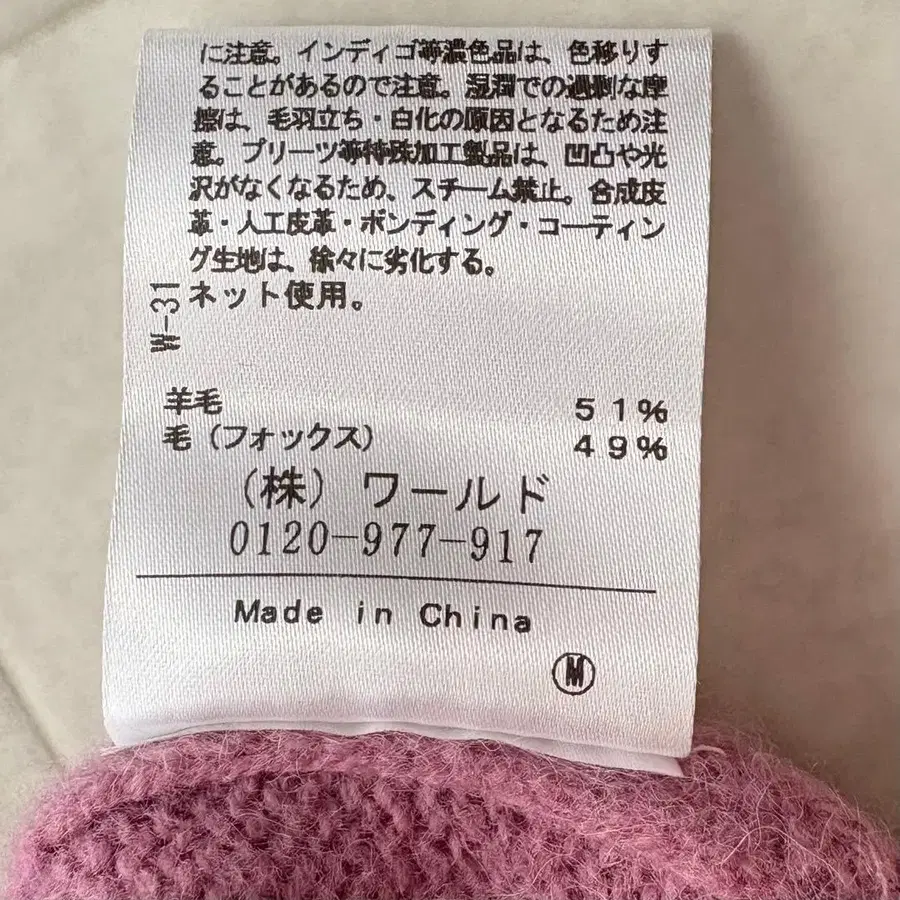 に注意。インディゴ等濃色品は、色移りす
ることがあるので注意。湿潤での過剰な摩
擦は、毛羽立ち・白化の原因となるため注
意。プリーツ等特殊加工製品は、凹凸や光
沢がなくなるため、スチーム禁止。合成皮
革・人工皮革・ボンディング・コーティン
グ生地は、徐々に劣化する。
ネット使用。
W-31
羊毛 51%
毛(フォックス) 49%
(株)ワールド
0120-977-917
Made in China
M